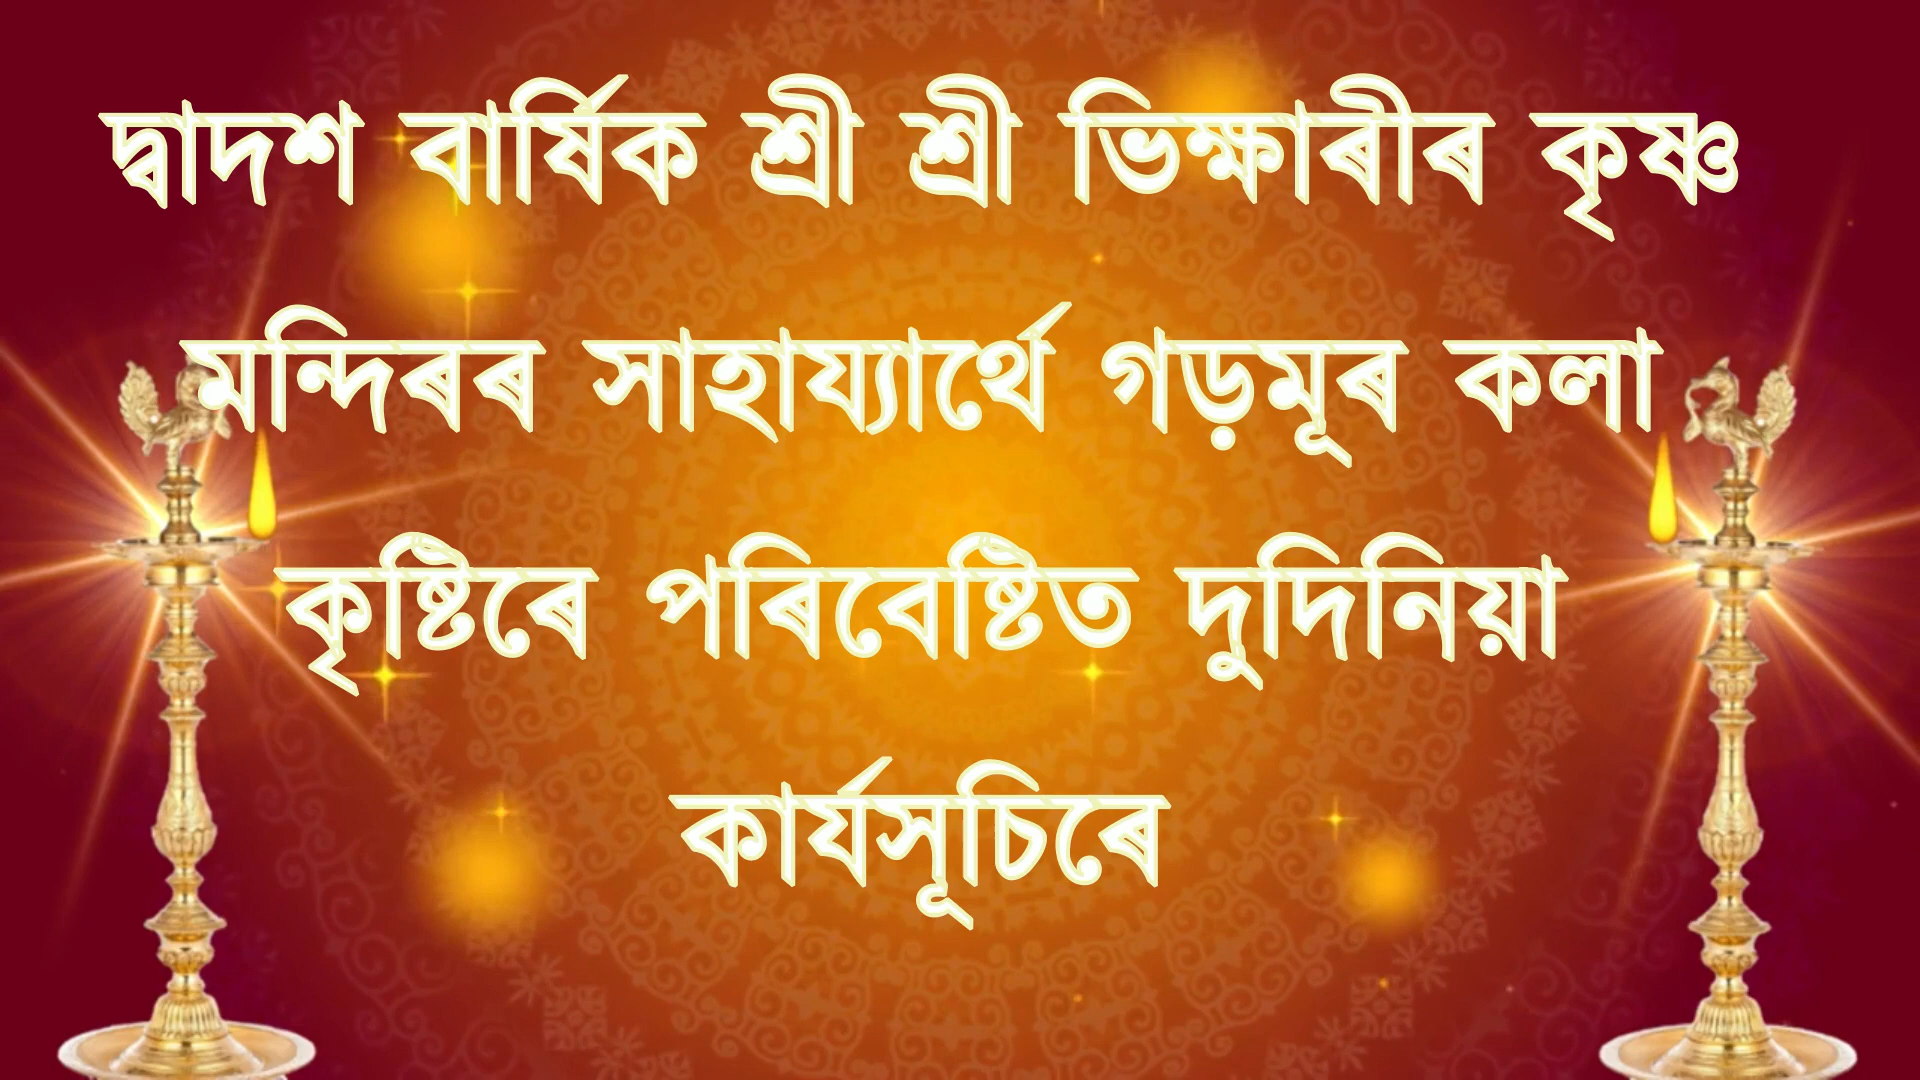 দ্বাদশ বাৰ্ষিক শ্ৰী শ্ৰী ভিক্ষাৰীৰ কৃষ্ণ
মন্দিৰৰ সাহায্যাৰ্থে গড়মূৰ কলা
কৃষ্টিৰে পৰিবেষ্টিত দুদিনিয়া
কাৰ্যসূচিৰে